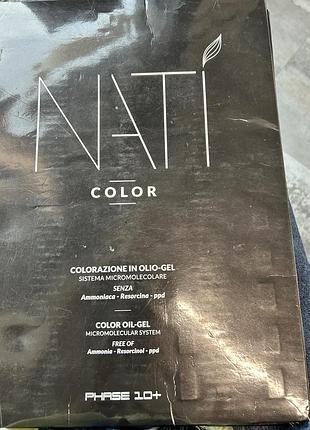 NATÍ
COLOR
COLORAZIONE IN OLIO-GEL
SISTEMA MICROMOLECOLARE
SENZA
Ammoniaca - Resorcina - ppd
COLOR OIL-GEL
MICROMOLECULAR SYSTEM
FREE OF
Ammonia - Resorcinol - ppd
PHASE 10+